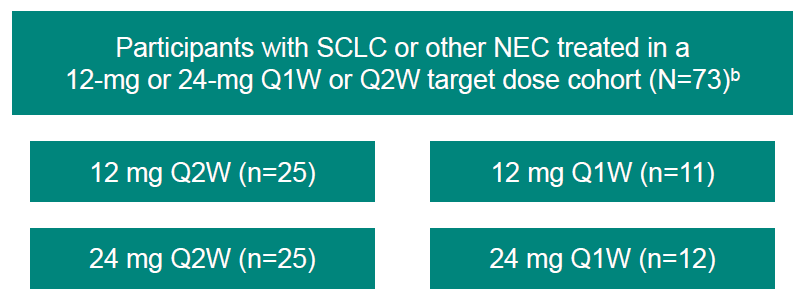 Participants with SCLC or other NEC treated in a
12-mg or 24-mg Q1W or Q2W target dose cohort (N=73)ᵇ
12 mg Q2W (n=25)
12 mg Q1W (n=11)
24 mg Q2W (n=25)
24 mg Q1W (n=12)